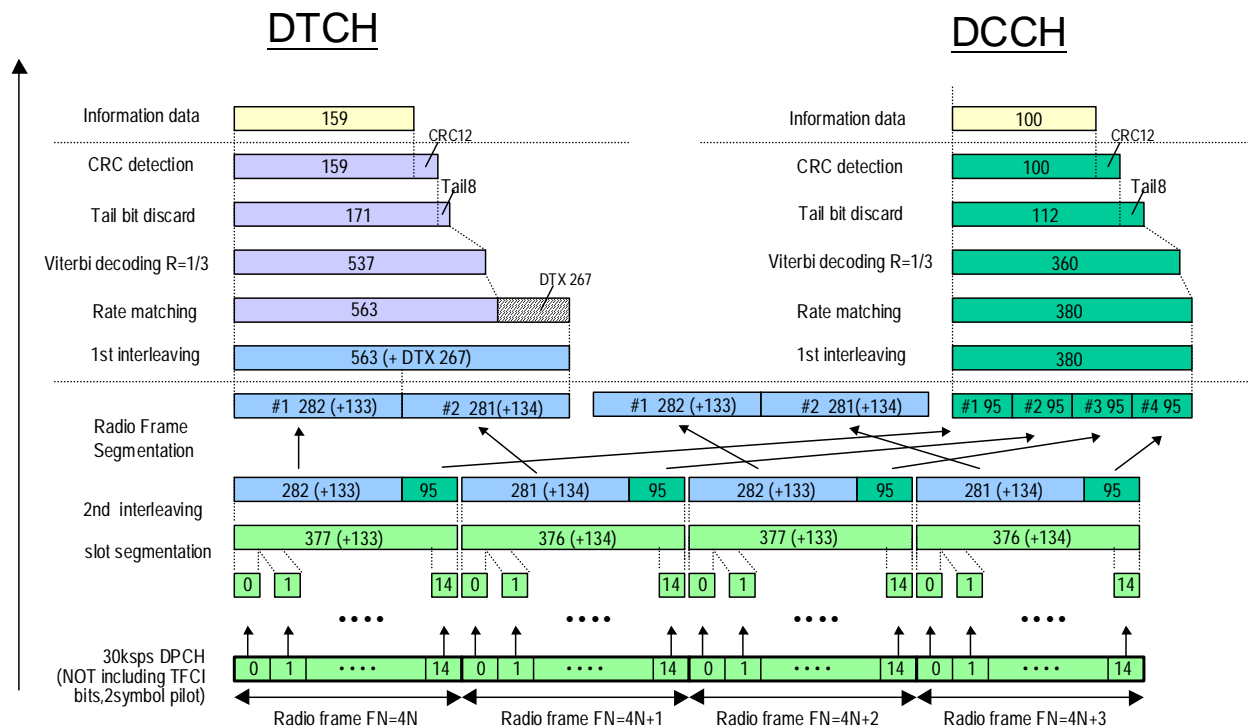 DTCH
DCCH
Information data
159
CRC12
CRC detection
159
Tail8
Tail bit discard
171
Viterbi decoding R=1/3
537
DTX 267
Rate matching
563
1st interleaving
563 (+ DTX 267)
Information data
100
CRC12
CRC detection
100
Tail8
Tail bit discard
112
Viterbi decoding R=1/3
360
Rate matching
380
1st interleaving
380
#1 282 (+133)
#2 281(+134)
#1 282 (+133)
#2 281(+134)
#1 95
#2 95
#3 95
#4 95
Radio Frame
Segmentation
282 (+133)
95
281 (+134)
95
282 (+133)
95
281 (+134)
95
2nd interleaving
377 (+133)
376 (+134)
377 (+133)
376 (+134)
slot segmentation
0 1 14 0 1 14 0 1 14 0 1 14
30ksps DPCH
(NOT including TFCI
bits,2symbol pilot)
0 1 14 0 1 14 0 1 14 0 1 14
Radio frame FN=4N
Radio frame FN=4N+1
Radio frame FN=4N+2
Radio frame FN=4N+3